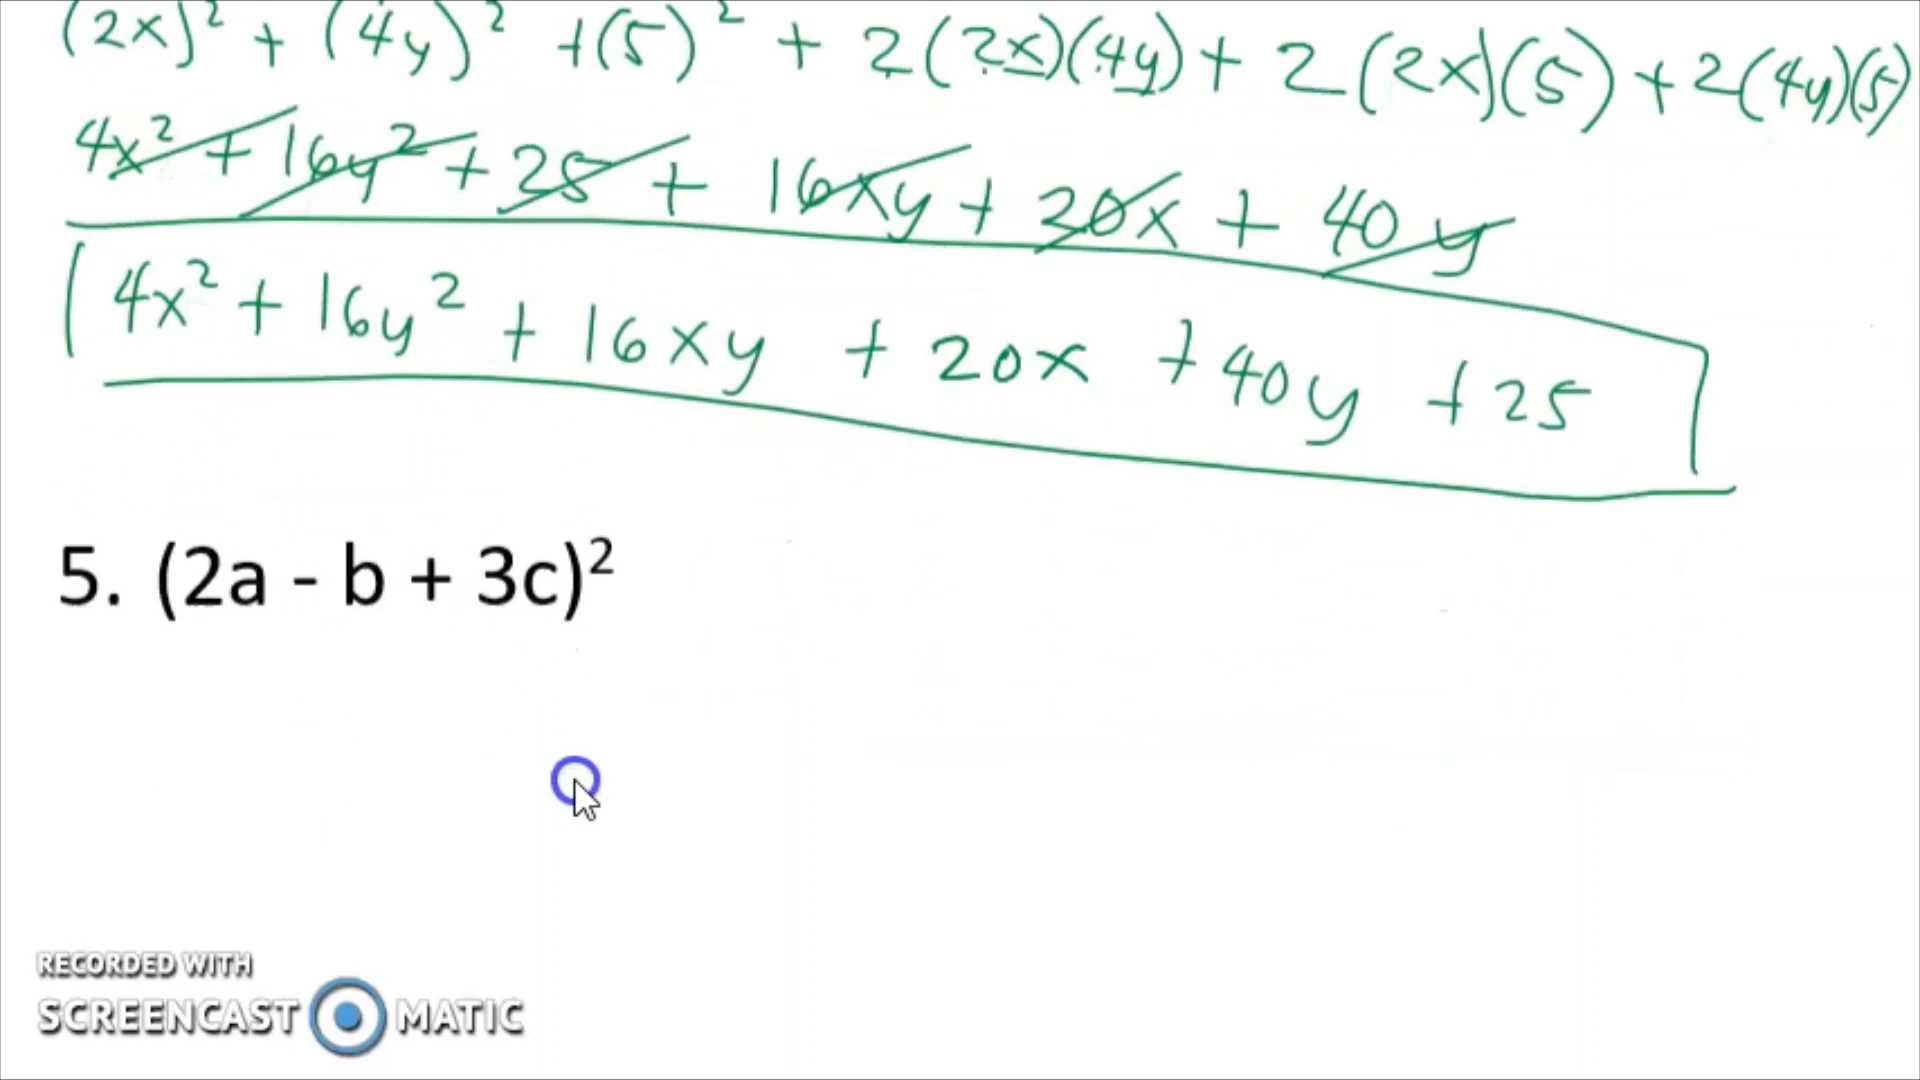 (2x)² + (4y)² + (5)² + 2(2x)(4y) + 2(2x)(5) + 2(4y)(5)
4x² + 16y² + 25 + 16xy + 20x + 40y
4x² + 16y² + 16xy + 20x + 40y + 25
5. (2a - b + 3c)²
RECORDED WITH
SCREENCAST MATIC